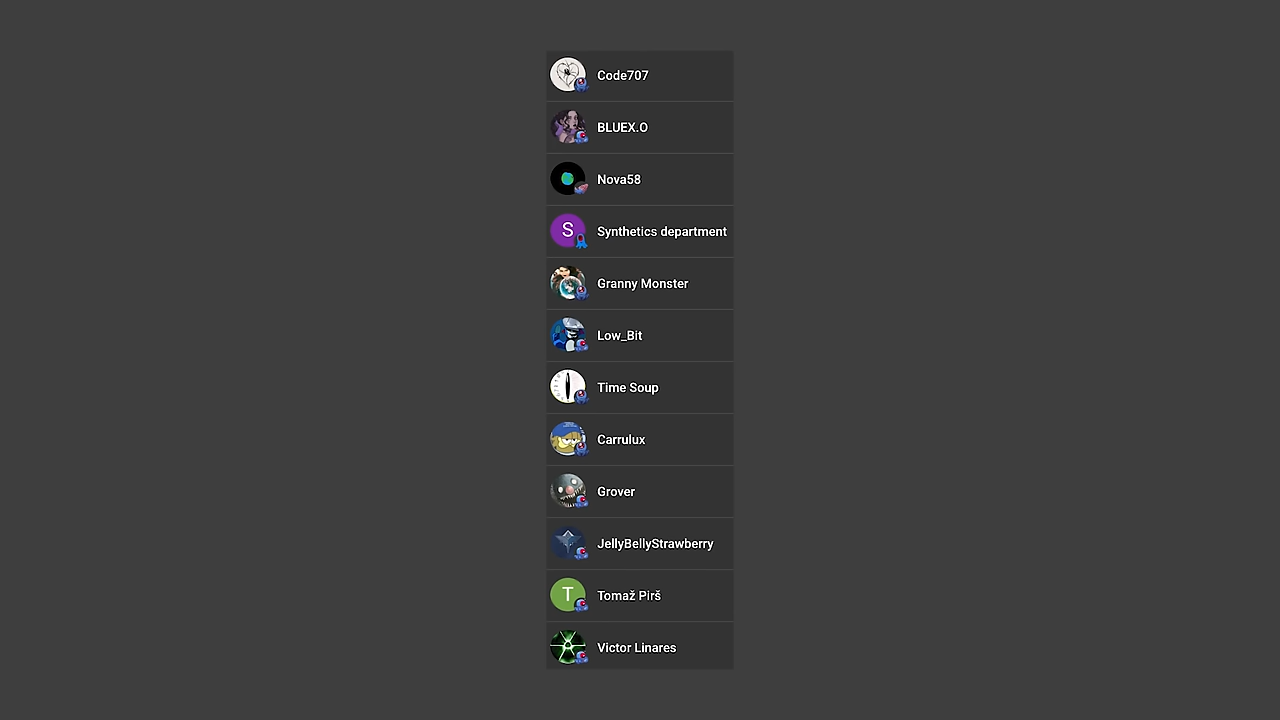 Code707
BLUEX.O
Nova58
S
Synthetics department
Granny Monster
Low_Bit
Time Soup
Carrulux
Grover
JellyBellyStrawberry
T
Tomaž Pirš
Victor Linares